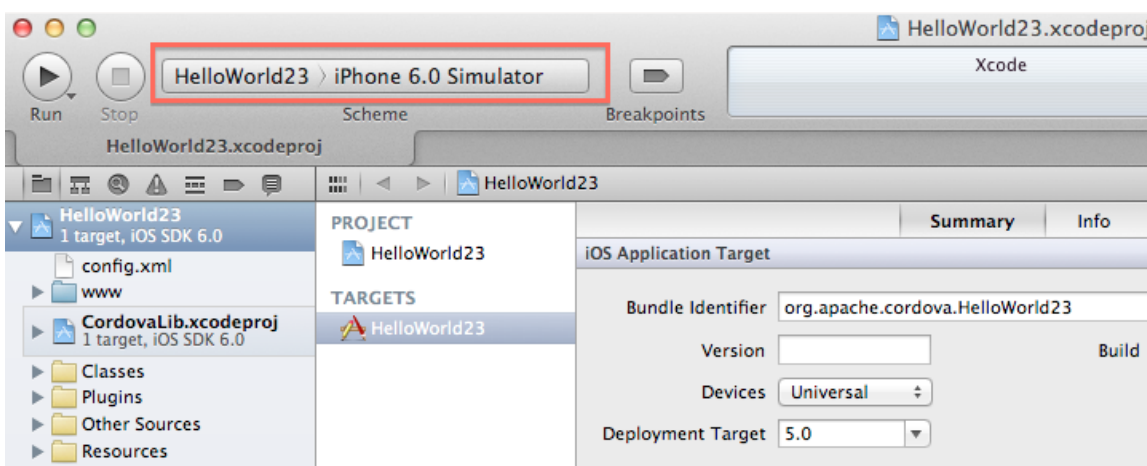 HelloWorld23.xcodeproj
HelloWorld23 › iPhone 6.0 Simulator
Xcode
Run
Stop
Scheme
Breakpoints
HelloWorld23.xcodeproj
HelloWorld23
HelloWorld23
1 target, iOS SDK 6.0
config.xml
www
CordovaLib.xcodeproj
1 target, iOS SDK 6.0
Classes
Plugins
Other Sources
Resources
PROJECT
HelloWorld23
TARGETS
HelloWorld23
Summary
Info
iOS Application Target
Bundle Identifier
org.apache.cordova.HelloWorld23
Version
Build
Devices
Universal
Deployment Target
5.0